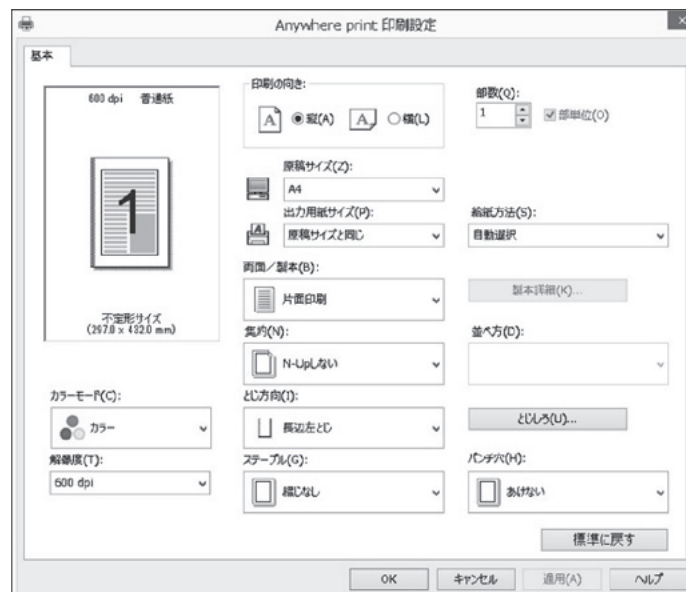 Anywhere print 印刷設定
基本
600 dpi 普通紙
1
不定形サイズ
(297.0 x 432.0 mm)
カラーモード(C):
カラー
解像度(T):
600 dpi
印刷の向き:
A 縦(A) A 横(L)
部数(Q):
1 部単位(O)
原稿サイズ(Z):
A4
出力用紙サイズ(P):
A 原稿サイズと同じ
給紙方法(S):
自動選択
両面／製本(B):
片面印刷
製本詳細(K)...
集約(N):
N-Upしない
並べ方(D):
とじ方向(I):
長辺左とじ
とじしろ(U)...
ステープル(G):
綴じなし
パンチ穴(H):
あけない
標準に戻す
OK キャンセル 適用(A) ヘルプ